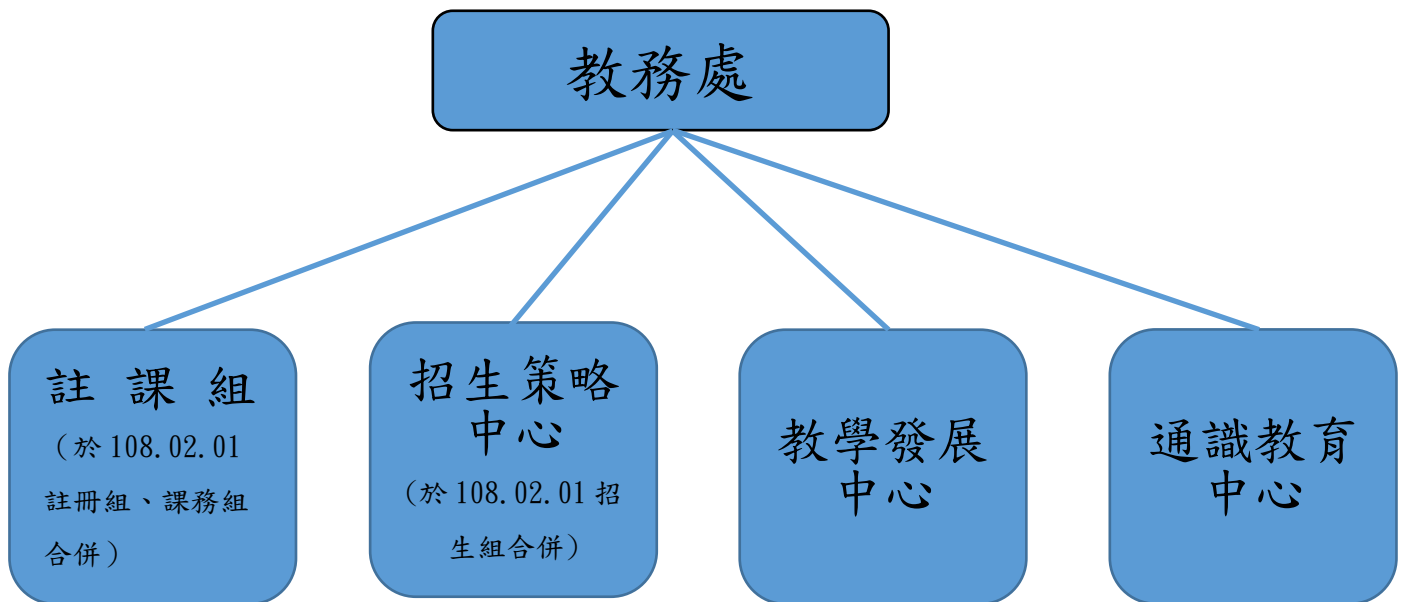 教務處
註 課 組
（於 108.02.01
註冊組、課務組
合併）
招生策略
中心
（於 108.02.01 招
生組合併）
教學發展
中心
通識教育
中心